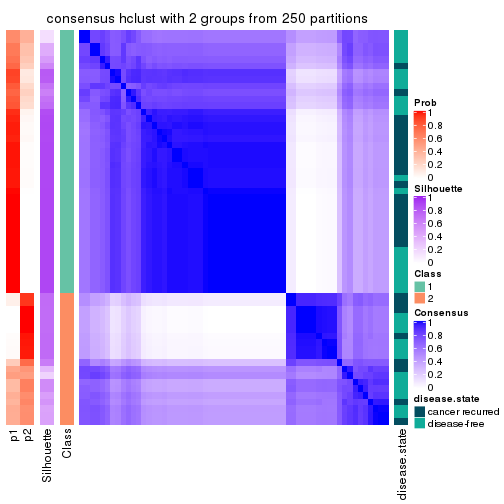 consensus hclust with 2 groups from 250 partitions
Prob
1
0.8
0.6
0.4
0.2
0
Silhouette
1
0.8
0.6
0.4
0.2
0
Class
1
2
Consensus
1
0.8
0.6
0.4
0.2
0
disease.state
cancer recurred
disease-free
p1
p2
Silhouette
Class
disease.state